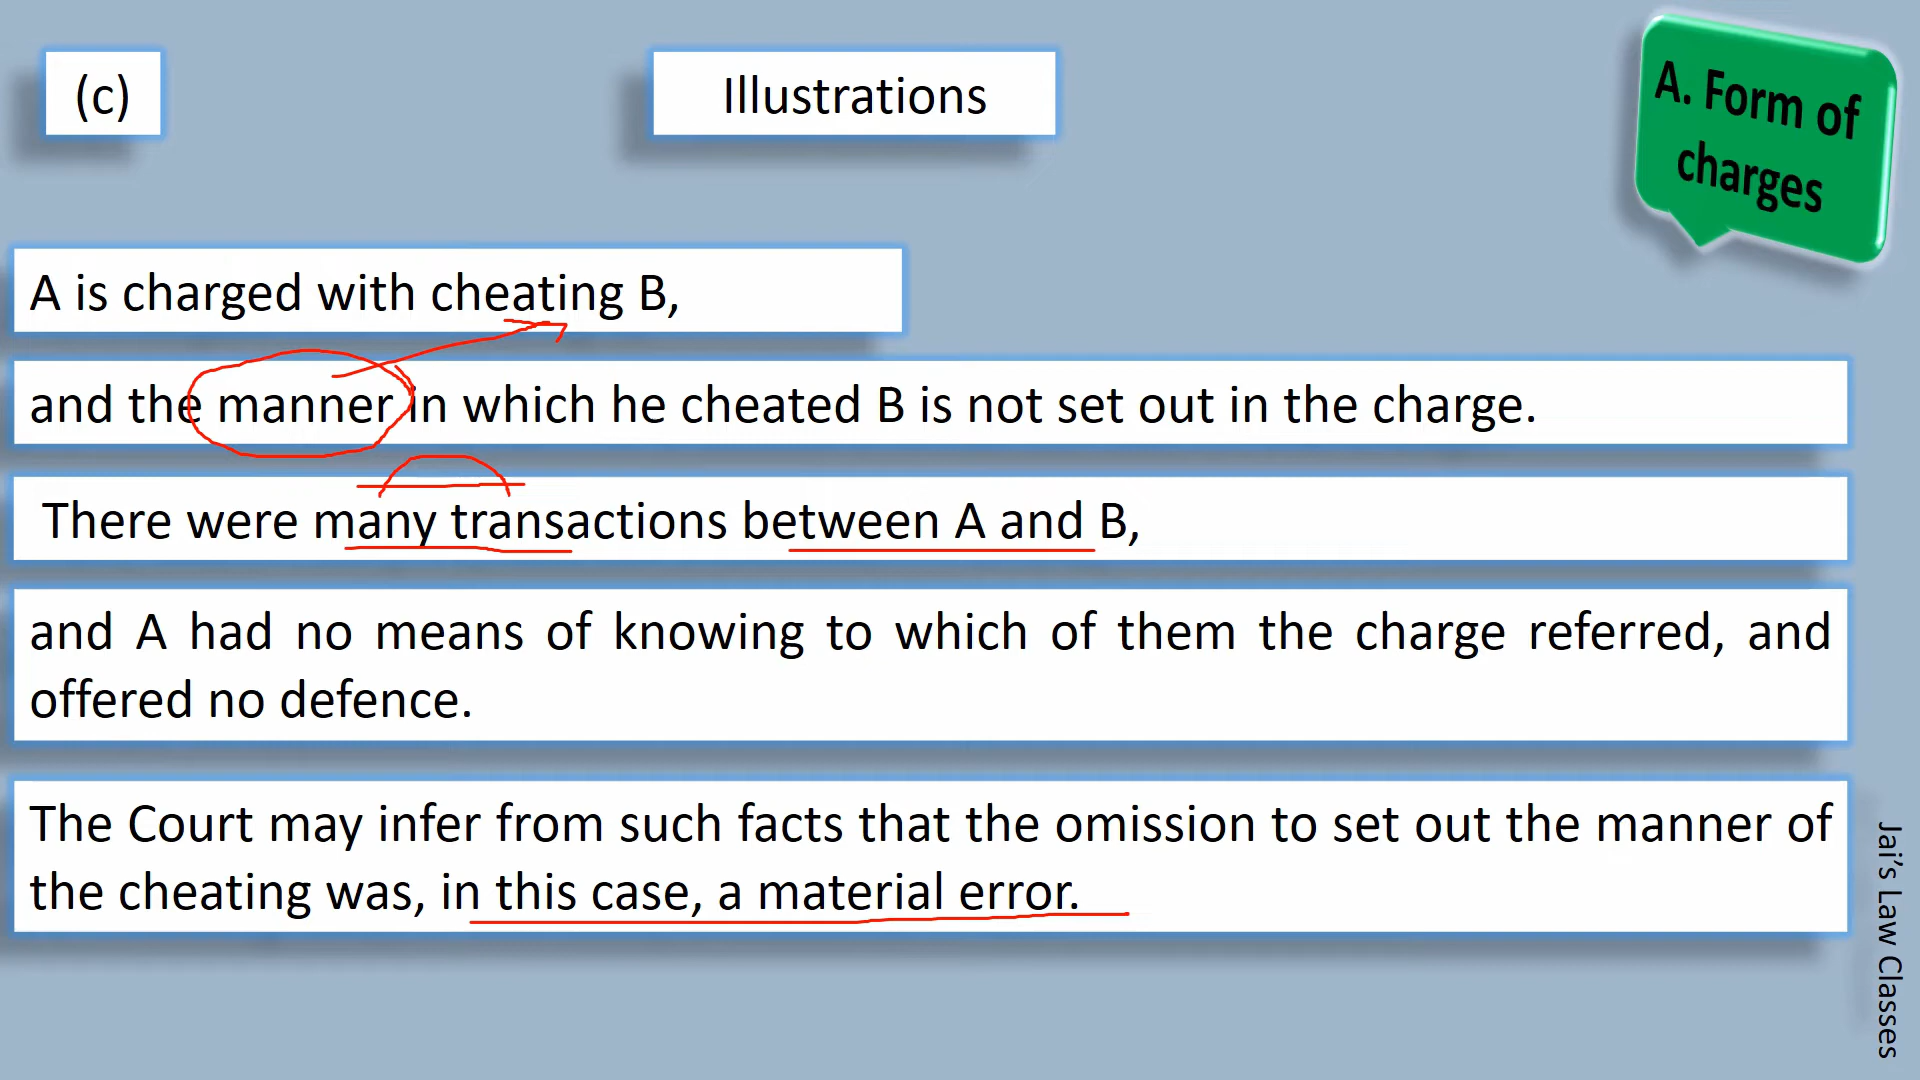 (c)
Illustrations
A. Form of
charges
A is charged with cheating B,
and the manner in which he cheated B is not set out in the charge.
There were many transactions between A and B,
and A had no means of knowing to which of them the charge referred, and
offered no defence.
The Court may infer from such facts that the omission to set out the manner of
the cheating was, in this case, a material error.
Jai's Law Classes